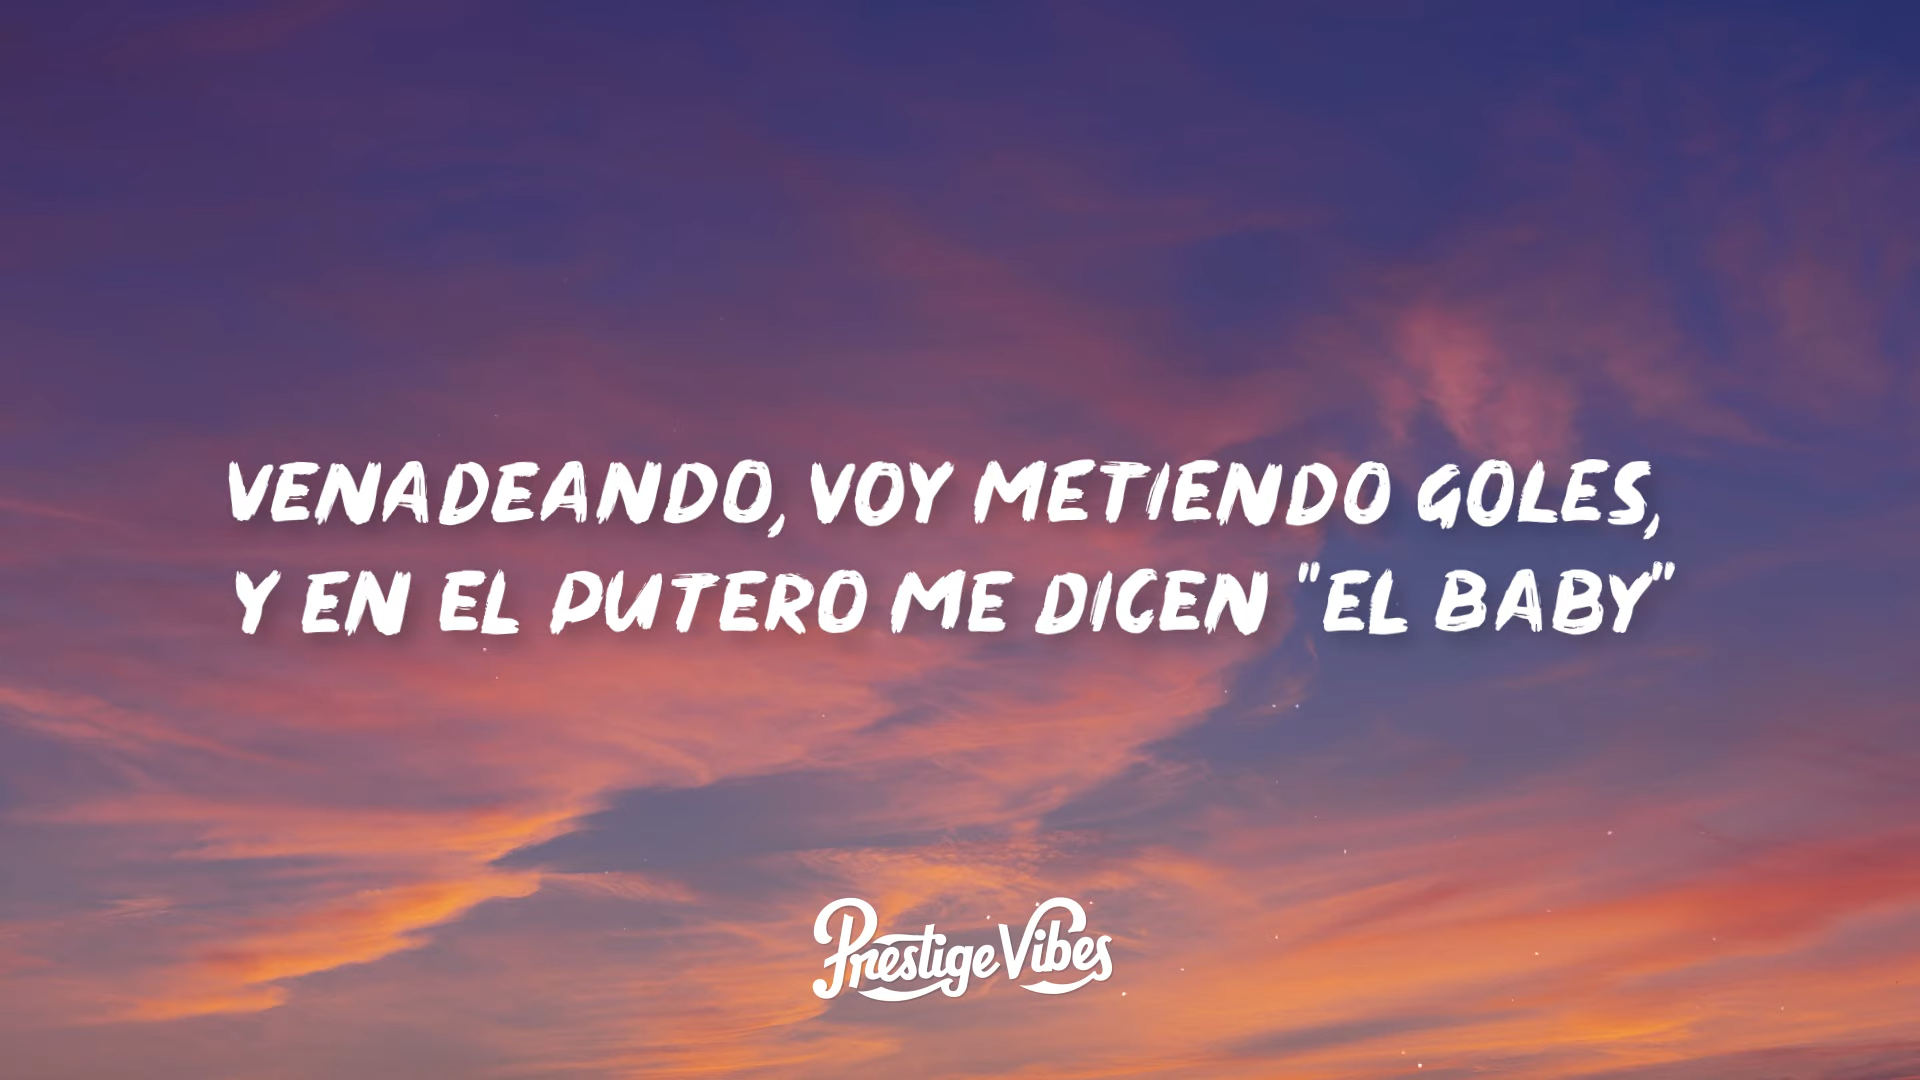 VENADEANDO, VOY METIENDO GOLES,
Y EN EL PUTERO ME DICEN "EL BABY"
Prestige Vibes